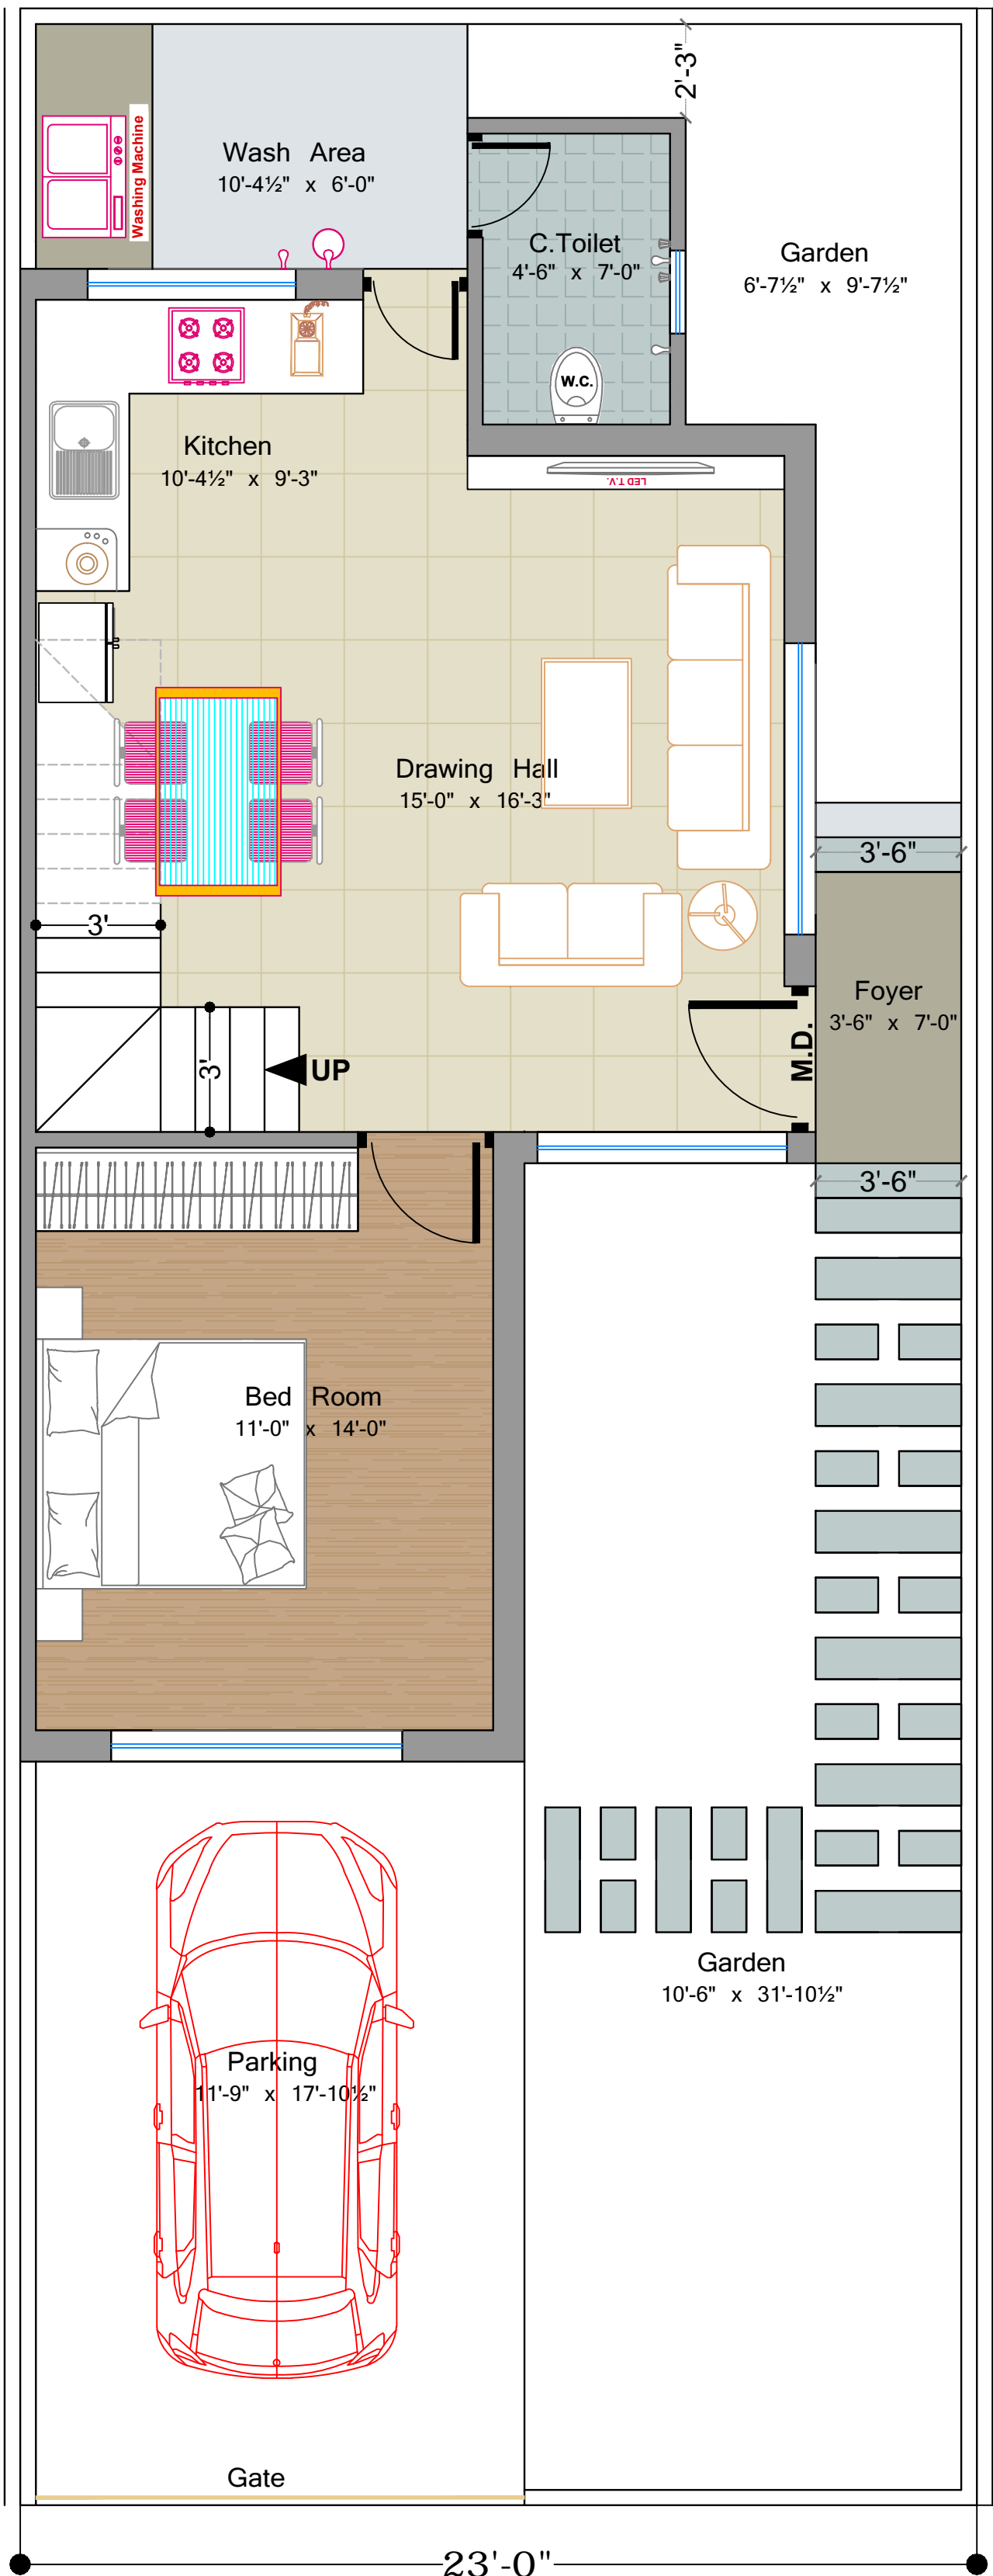 2'-3"
Washing Machine
Wash Area
10'-4½" x 6'-0"
C.Toilet
4'-6" x 7'-0"
Garden
6'-7½" x 9'-7½"
W.C.
Kitchen
10'-4½" x 9'-3"
LED T.V.
Drawing Hall
15'-0" x 16'-3"
3'-6"
3'
Foyer
3'-6" x 7'-0"
M.D.
3'
UP
3'-6"
Bed Room
11'-0" x 14'-0"
Garden
10'-6" x 31'-10½"
Parking
11'-9" x 17'-10½"
Gate
23'-0"